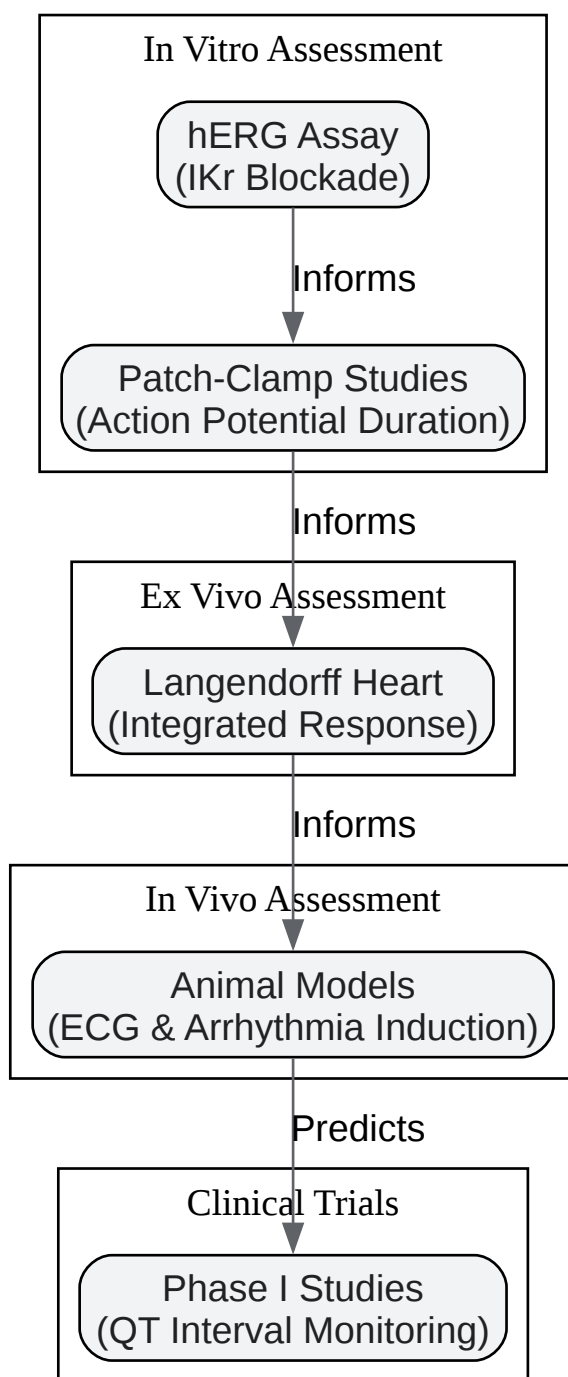 In Vitro Assessment
hERG Assay
(IKr Blockade)
Informs
Patch-Clamp Studies
(Action Potential Duration)
Informs
Ex Vivo Assessment
Langendorff Heart
(Integrated Response)
Informs
In Vivo Assessment
Animal Models
(ECG & Arrhythmia Induction)
Predicts
Clinical Trials
Phase I Studies
(QT Interval Monitoring)